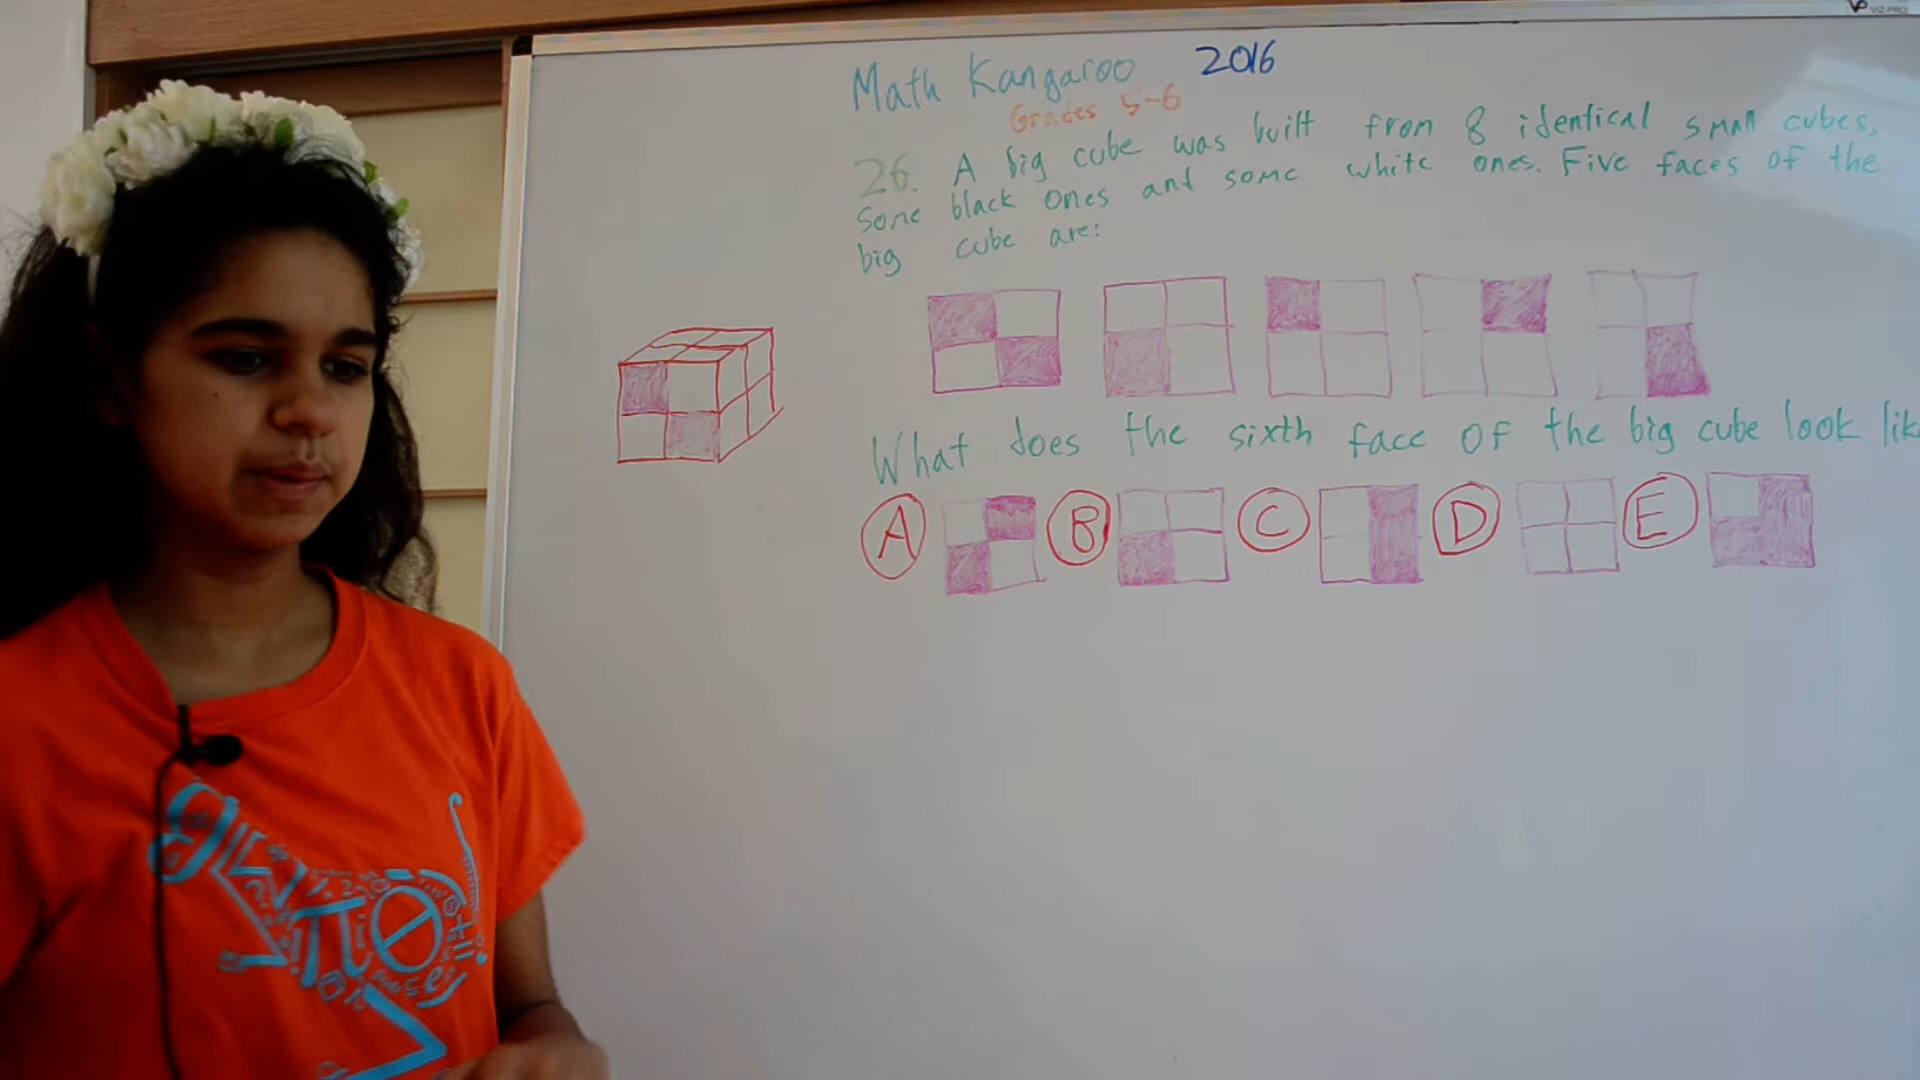 VIZ-PRO
Math Kangaroo 2016
Grades 5-6
26. A big cube was built from 8 identical small cubes,
some black ones and some white ones. Five faces of the
big cube are:
What does the sixth face of the big cube look lik
A B C D E
π